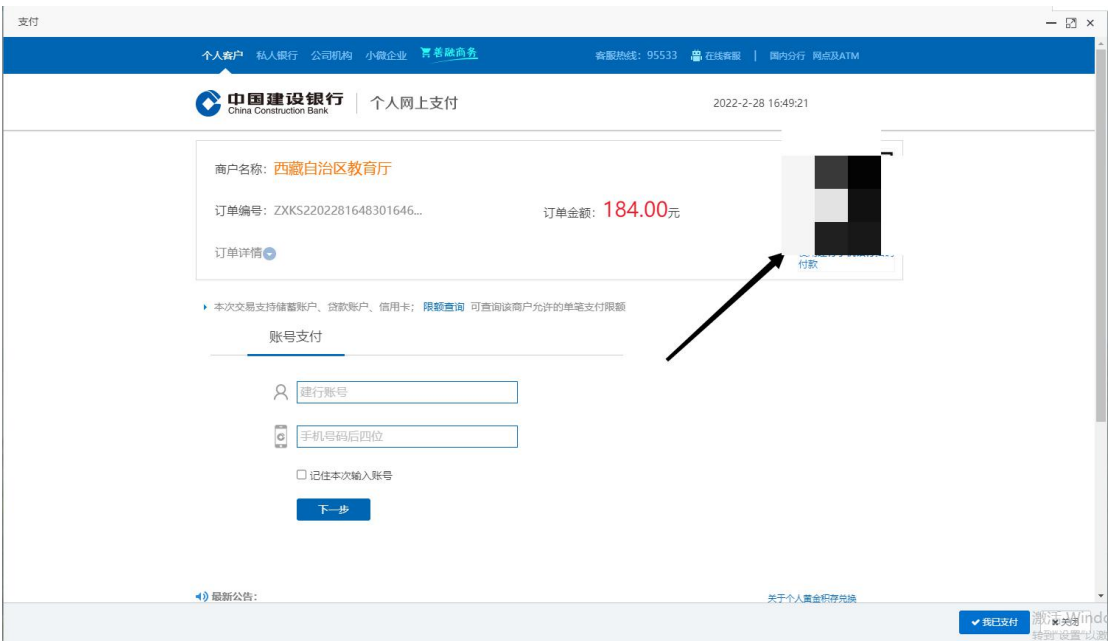 支付
个人客户 私人银行 公司机构 小微企业 善融商务 客服热线：95533 在线客服 | 国内分行 网点及ATM
中国建设银行 China Construction Bank 个人网上支付 2022-2-28 16:49:21
商户名称：西藏自治区教育厅
订单编号：ZXKS2202281648301646... 订单金额：184.00元
订单详情
付款
本次交易支持储蓄账户、贷款账户、信用卡； 限额查询 可查询该商户允许的单笔支付限额
账号支付
建行账号
手机号码后四位
记住本次输入账号
下一步
最新公告： 关于个人黄金积存兑换
我已支付 关闭
激活 Windo
转到"设置"以激